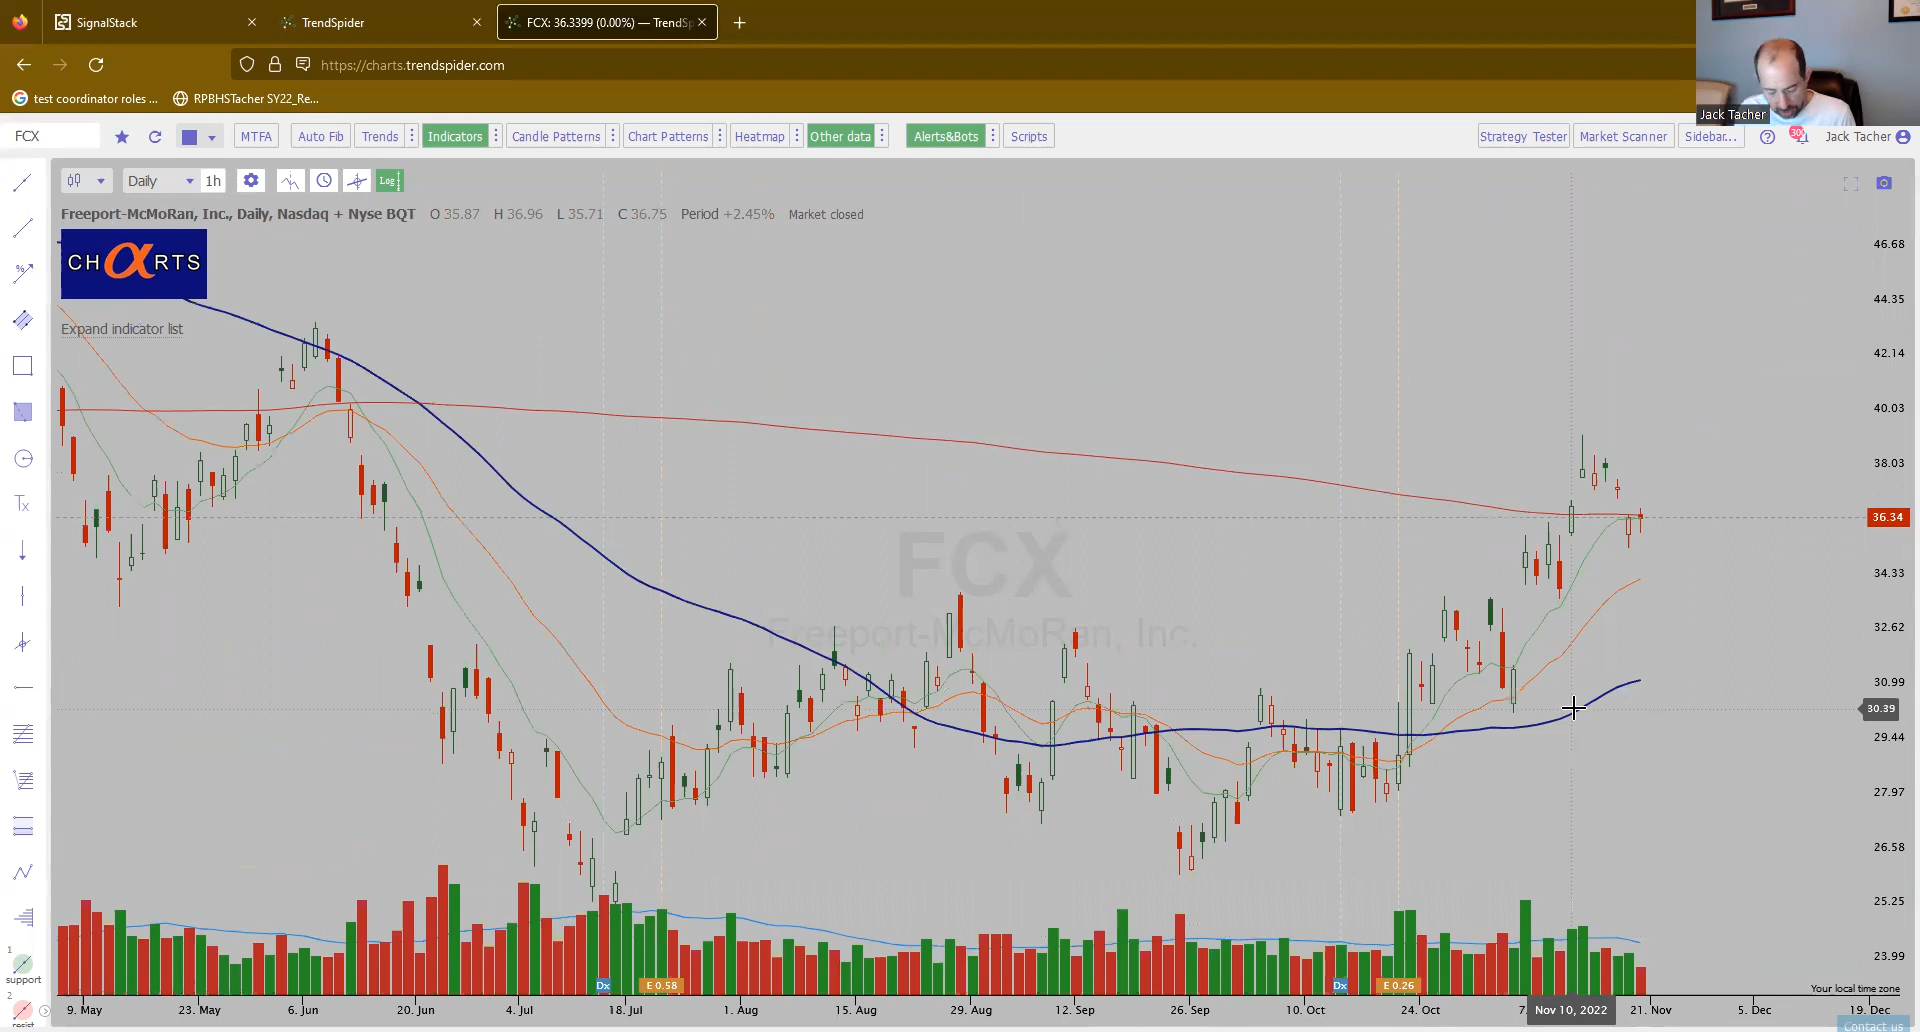 SignalStack
TrendSpider
FCX: 36.3399 (0.00%) — TrendSp
https://charts.trendspider.com
test coordinator roles ...
RPBHSTacher SY22_Re...
Jack Tacher
FCX
MTFA
Auto Fib
Trends
Indicators
Candle Patterns
Chart Patterns
Heatmap
Other data
Alerts&Bots
Scripts
Strategy Tester
Market Scanner
Sidebar...
300
Jack Tacher
Daily
1h
Log
Freeport-McMoRan, Inc., Daily, Nasdaq + Nyse BQT O 35.87 H 36.96 L 35.71 C 36.75 Period +2.45% Market closed
CHαRTS
Expand indicator list
FCX
Freeport-McMoRan, Inc.
46.68
44.35
42.14
40.03
38.03
36.34
34.33
32.62
30.99
30.39
29.44
27.97
26.58
25.25
23.99
Tx
%
1
support
2
resist
Dx
E 0.58
Dx
E 0.26
Your local time zone
9. May
23. May
6. Jun
20. Jun
4. Jul
18. Jul
1. Aug
15. Aug
29. Aug
12. Sep
26. Sep
10. Oct
24. Oct
7.
Nov 10, 2022
21. Nov
5. Dec
19. Dec
Contact us